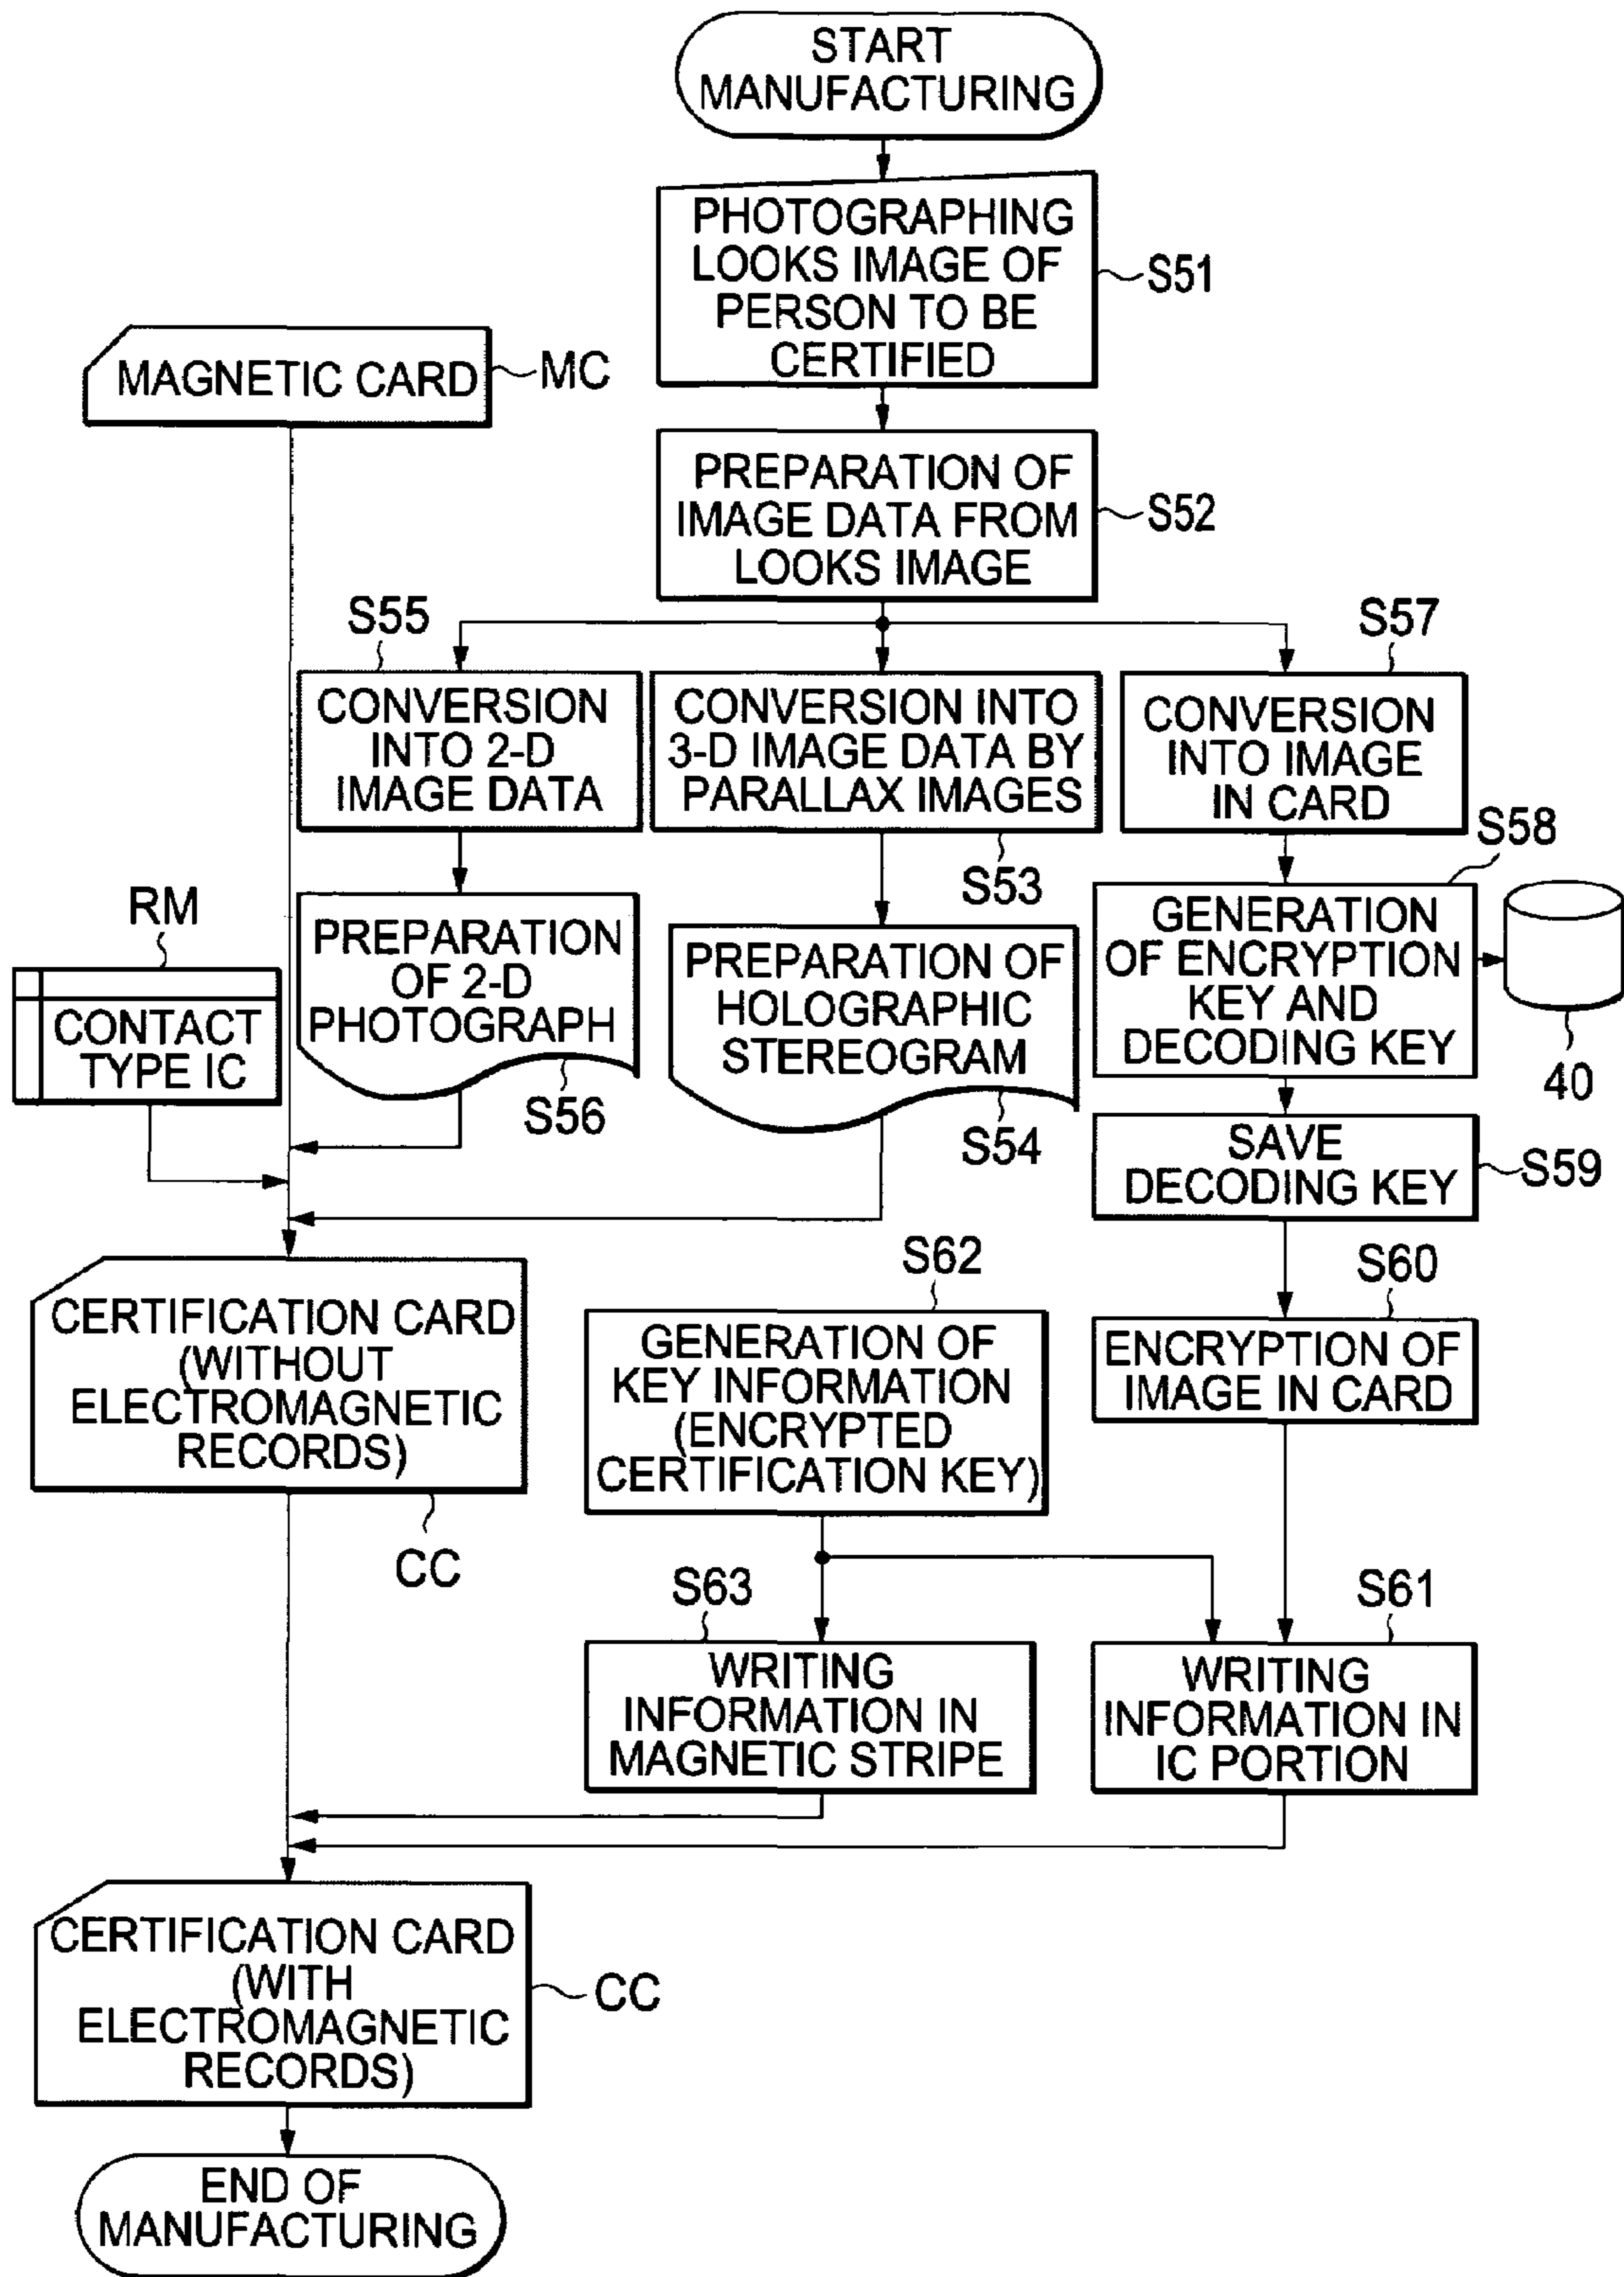 START
MANUFACTURING
PHOTOGRAPHING
LOOKS IMAGE OF
PERSON TO BE
CERTIFIED
S51
MAGNETIC CARD
MC
PREPARATION OF
IMAGE DATA FROM
LOOKS IMAGE
S52
S55
CONVERSION
INTO 2-D
IMAGE DATA
CONVERSION INTO
3-D IMAGE DATA BY
PARALLAX IMAGES
S53
S57
CONVERSION
INTO IMAGE
IN CARD
S58
RM
CONTACT
TYPE IC
PREPARATION
OF 2-D
PHOTOGRAPH
S56
PREPARATION OF
HOLOGRAPHIC
STEREOGRAM
S54
GENERATION
OF ENCRYPTION
KEY AND
DECODING KEY
40
SAVE
DECODING KEY
S59
CERTIFICATION CARD
(WITHOUT
ELECTROMAGNETIC
RECORDS)
CC
S62
GENERATION OF
KEY INFORMATION
(ENCRYPTED
CERTIFICATION KEY)
S60
ENCRYPTION OF
IMAGE IN CARD
S63
WRITING
INFORMATION IN
MAGNETIC STRIPE
S61
WRITING
INFORMATION IN
IC PORTION
CERTIFICATION CARD
(WITH
ELECTROMAGNETIC
RECORDS)
CC
END OF
MANUFACTURING